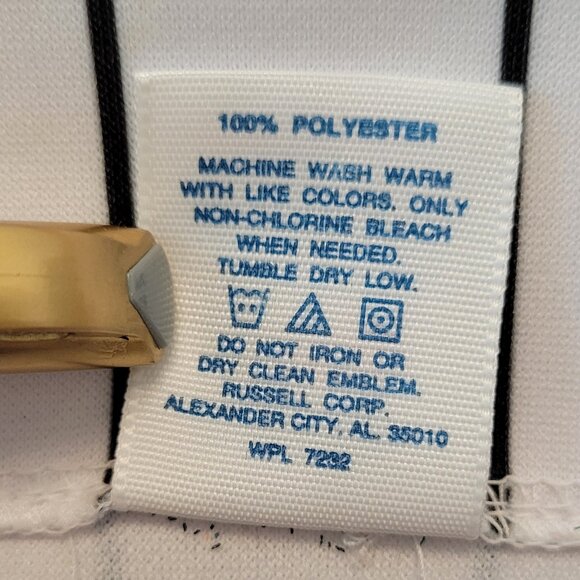 100% POLYESTER
MACHINE WASH WARM
WITH LIKE COLORS. ONLY
NON-CHLORINE BLEACH
WHEN NEEDED.
TUMBLE DRY LOW.
DO NOT IRON OR
DRY CLEAN EMBLEM.
RUSSELL CORP.
ALEXANDER CITY, AL. 35010
WPL 7232